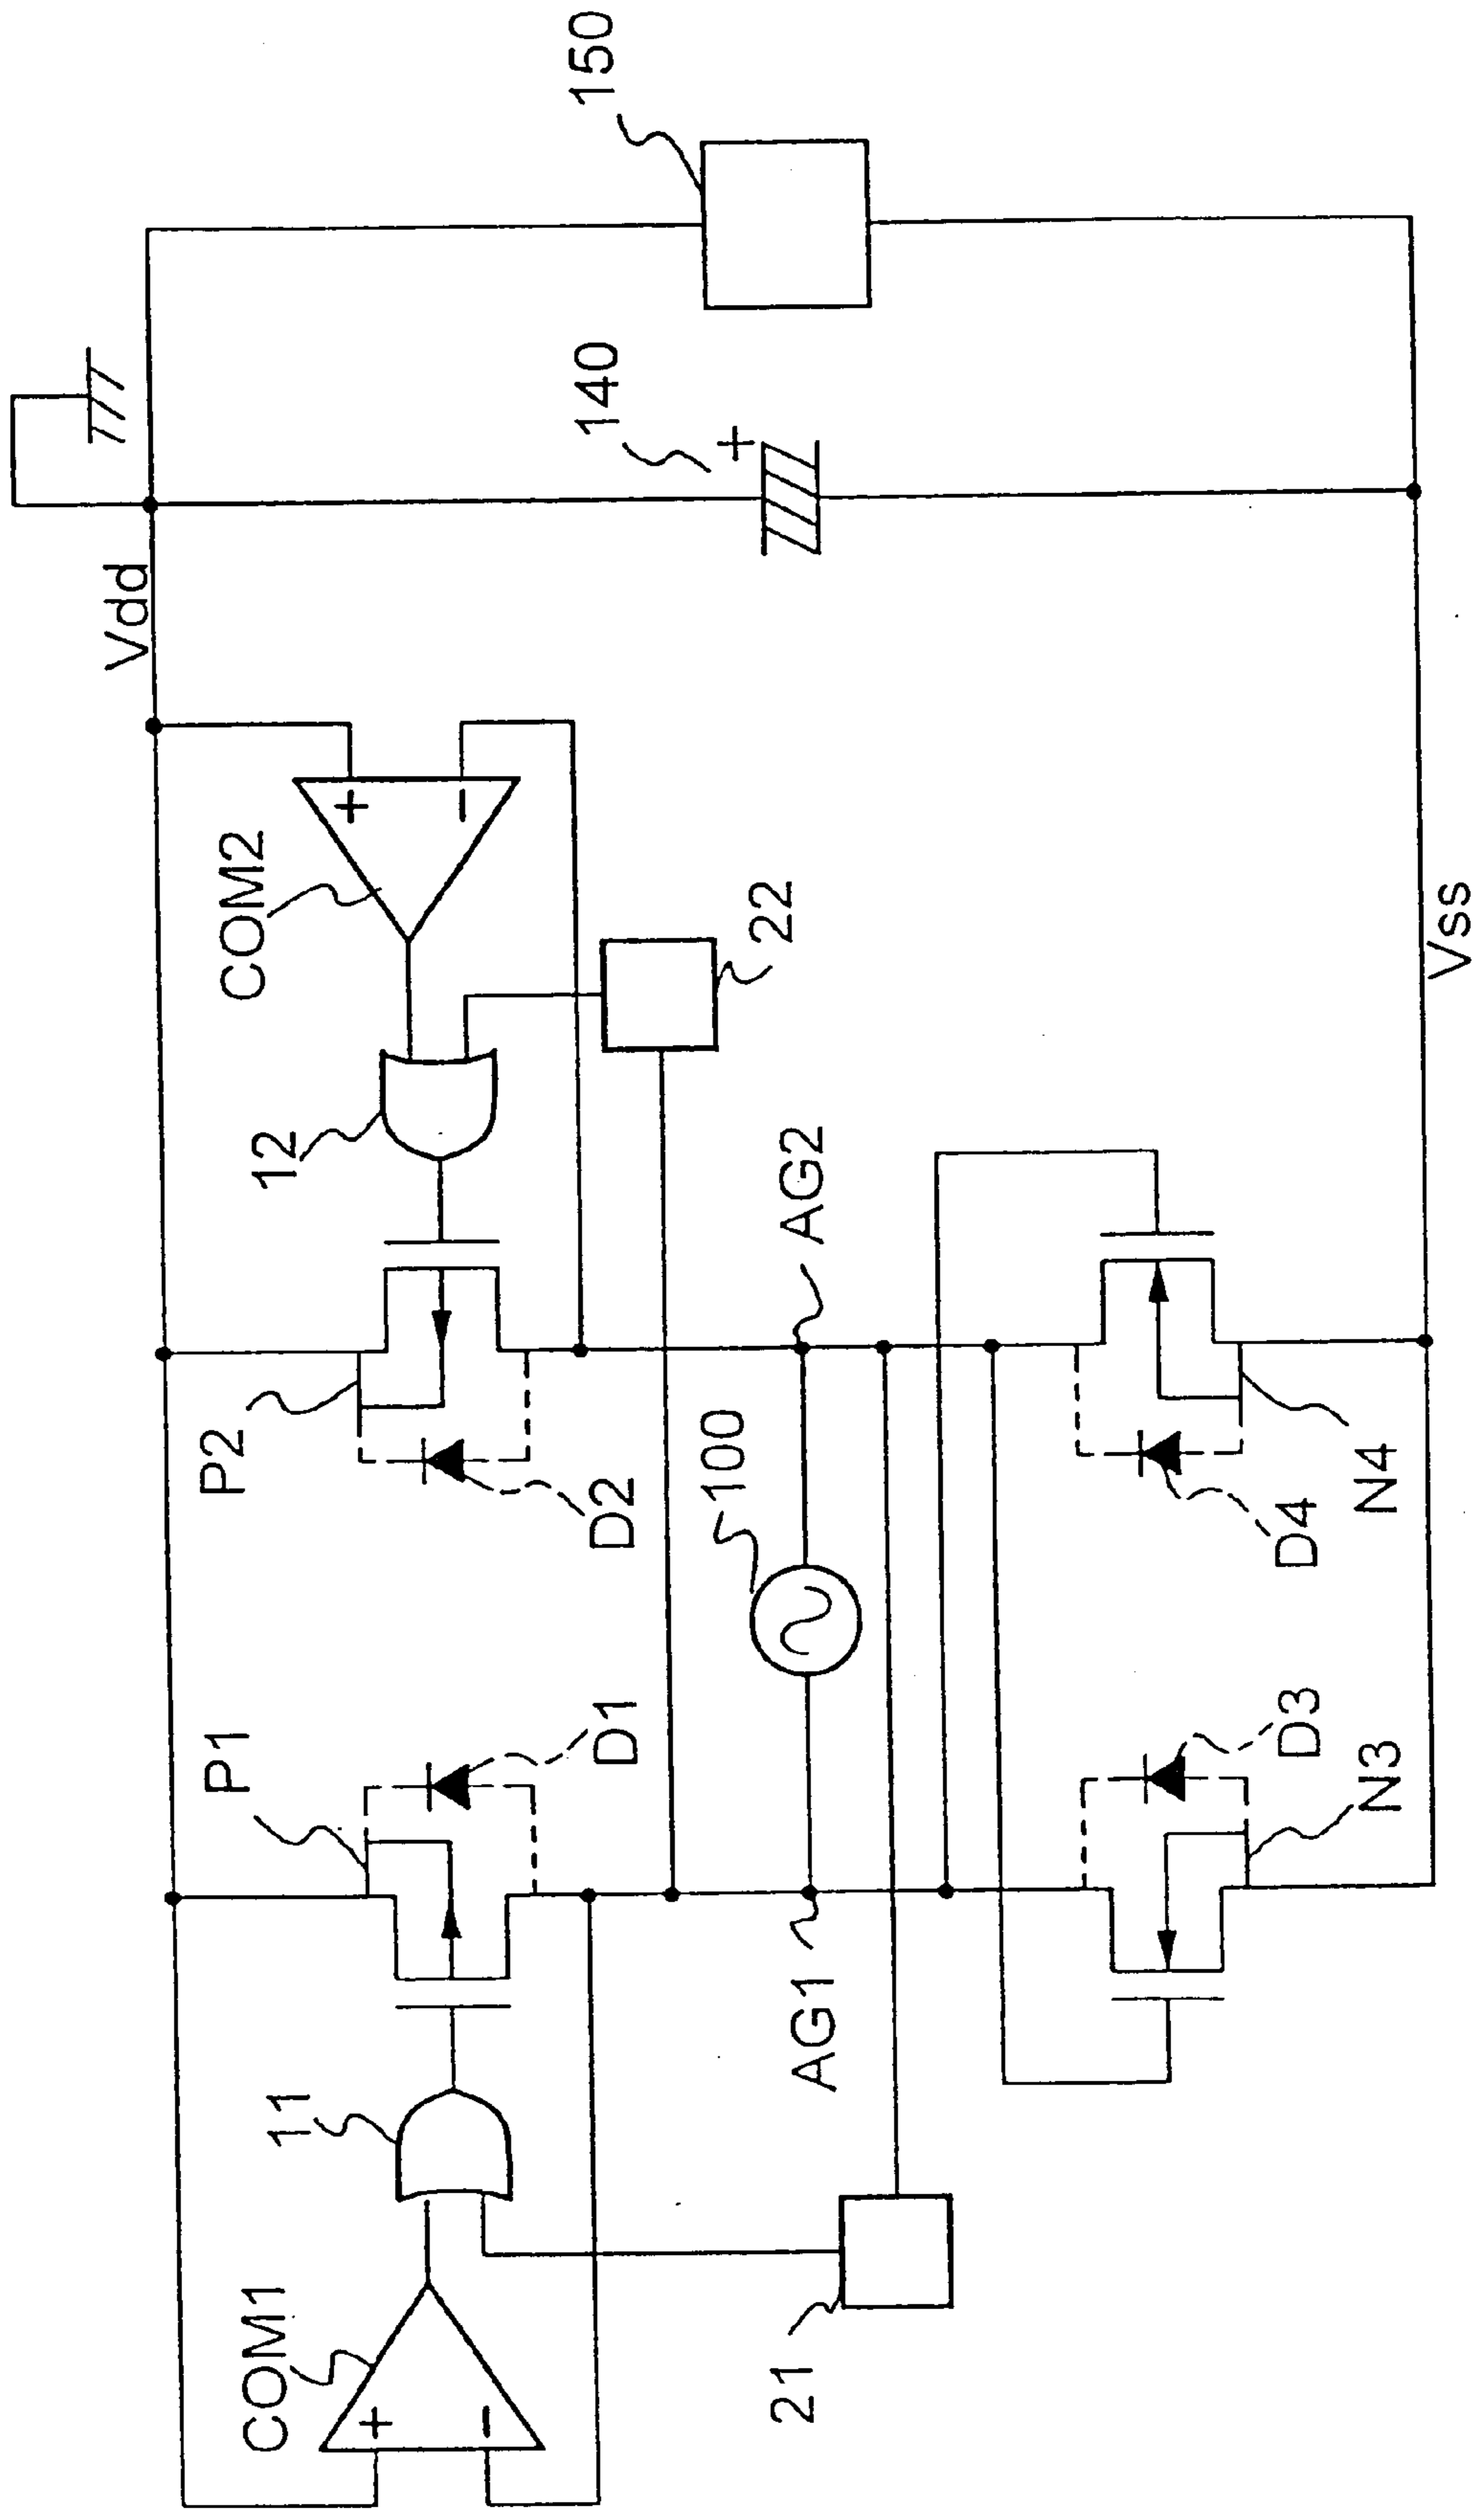 Vdd
P1
P2
COM2
COM1
11
12
+
-
+
-
D1
D2
22
140
+
150
100
AG1
AG2
21
D3
D4
N3
N4
Vss